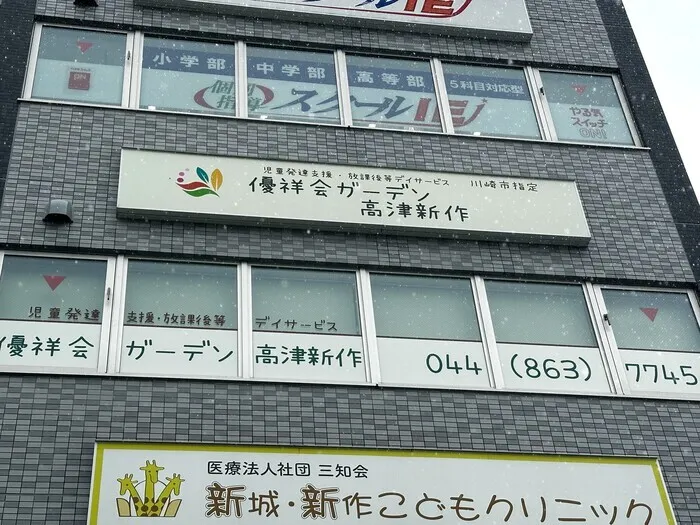 小学部 中学部 高等部 5科目対応型
個別指導 スクールIE
やる気
スイッチ
ON!
児童発達支援・放課後等デイサービス 川崎市指定
優祥会ガーデン
高津新作
児童発達支援・放課後等デイサービス
優祥会ガーデン高津新作 044(863)7745
医療法人社団 三知会
新城・新作こどもクリニック